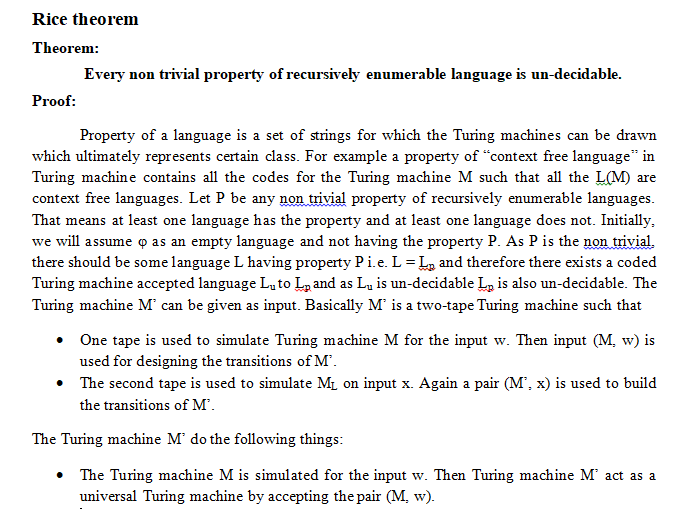 Rice theorem
Theorem:
Every non trivial property of recursively enumerable language is un-decidable.
Proof:
Property of a language is a set of strings for which the Turing machines can be drawn
which ultimately represents certain class. For example a property of “context free language” in
Turing machine contains all the codes for the Turing machine M such that all the L(M) are
context free languages. Let P be any non trivial property of recursively enumerable languages.
That means at least one language has the property and at least one language does not. Initially,
we will assume φ as an empty language and not having the property P. As P is the non trivial,
there should be some language L having property P i.e. L = Lp and therefore there exists a coded
Turing machine accepted language Lu to Lp and as Lu is un-decidable Lp is also un-decidable. The
Turing machine M’ can be given as input. Basically M’ is a two-tape Turing machine such that
• One tape is used to simulate Turing machine M for the input w. Then input (M, w) is
used for designing the transitions of M’.
• The second tape is used to simulate ML on input x. Again a pair (M’, x) is used to build
the transitions of M’.
The Turing machine M’ do the following things:
• The Turing machine M is simulated for the input w. Then Turing machine M’ act as a
universal Turing machine by accepting the pair (M, w).